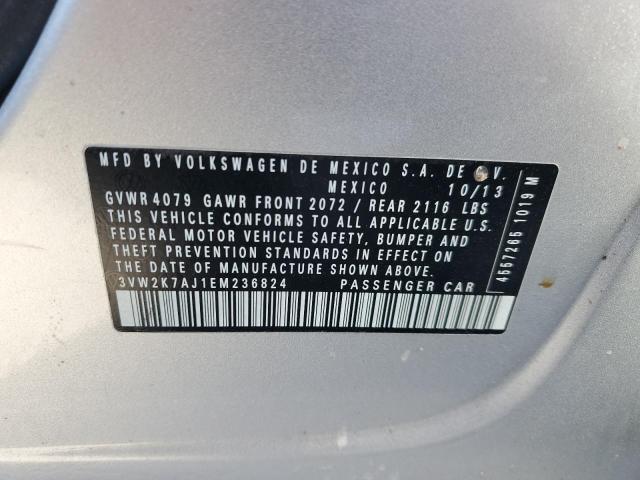 MFD BY VOLKSWAGEN DE MEXICO S.A. DE C.V.
MEXICO 10/13
GVWR 4079 GAWR FRONT 2072 / REAR 2116 LBS
THIS VEHICLE CONFORMS TO ALL APPLICABLE U.S.
FEDERAL MOTOR VEHICLE SAFETY, BUMPER AND
THEFT PREVENTION STANDARDS IN EFFECT ON
THE DATE OF MANUFACTURE SHOWN ABOVE.
3VW2K7AJ1EM236824 PASSENGER CAR
4557265 1019 M